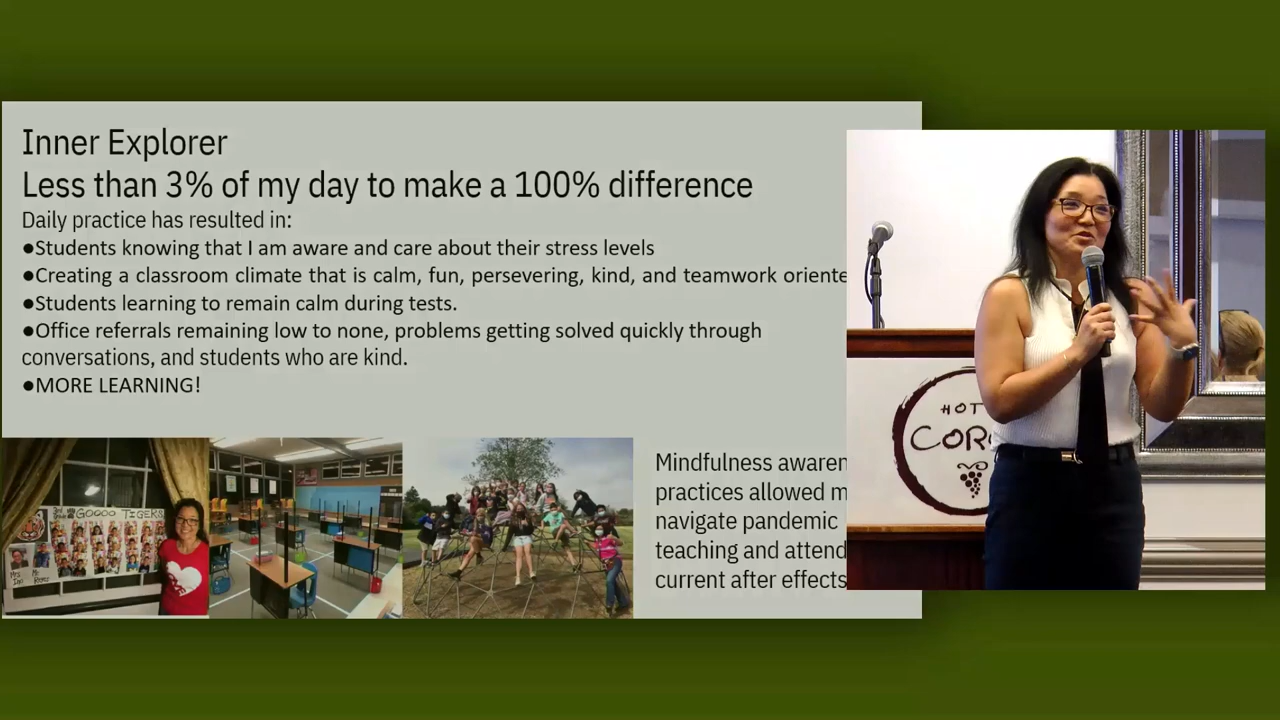 Inner Explorer
Less than 3% of my day to make a 100% difference
Daily practice has resulted in:
●Students knowing that I am aware and care about their stress levels
●Creating a classroom climate that is calm, fun, persevering, kind, and teamwork oriente
●Students learning to remain calm during tests.
●Office referrals remaining low to none, problems getting solved quickly through
conversations, and students who are kind.
●MORE LEARNING!
Mindfulness awaren
practices allowed m
navigate pandemic
teaching and attend
current after effects
GOOOO TIGERS
HOT
COR